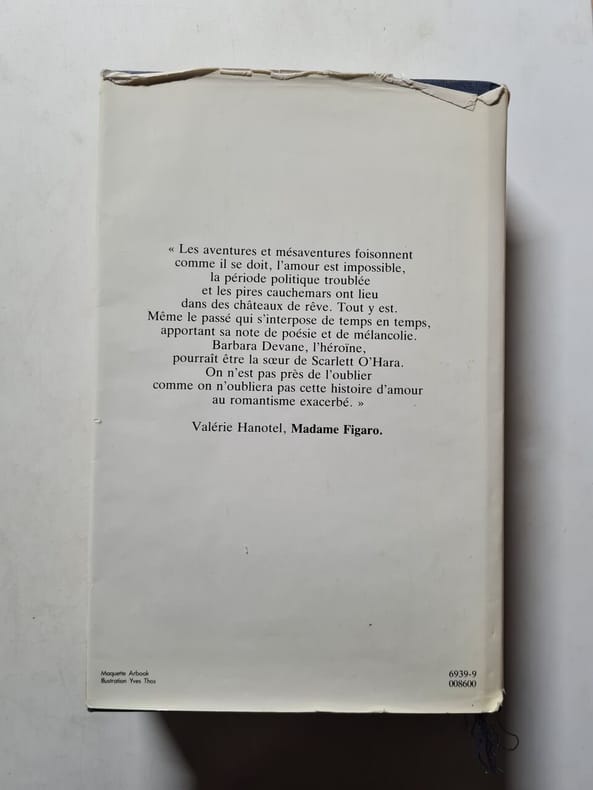 « Les aventures et mésaventures foisonnent
comme il se doit, l'amour est impossible,
la période politique troublée
et les pires cauchemars ont lieu
dans des châteaux de rêve. Tout y est.
Même le passé qui s'interpose de temps en temps,
apportant sa note de poésie et de mélancolie.
Barbara Devane, l'héroïne,
pourraît être la sœur de Scarlett O'Hara.
On n'est pas près de l'oublier
comme on n'oubliera pas cette histoire d'amour
au romantisme exacerbé. »
Valérie Hanotel, Madame Figaro.
Maquette Arbook
Illustration Yves Thos
6939-9
008600